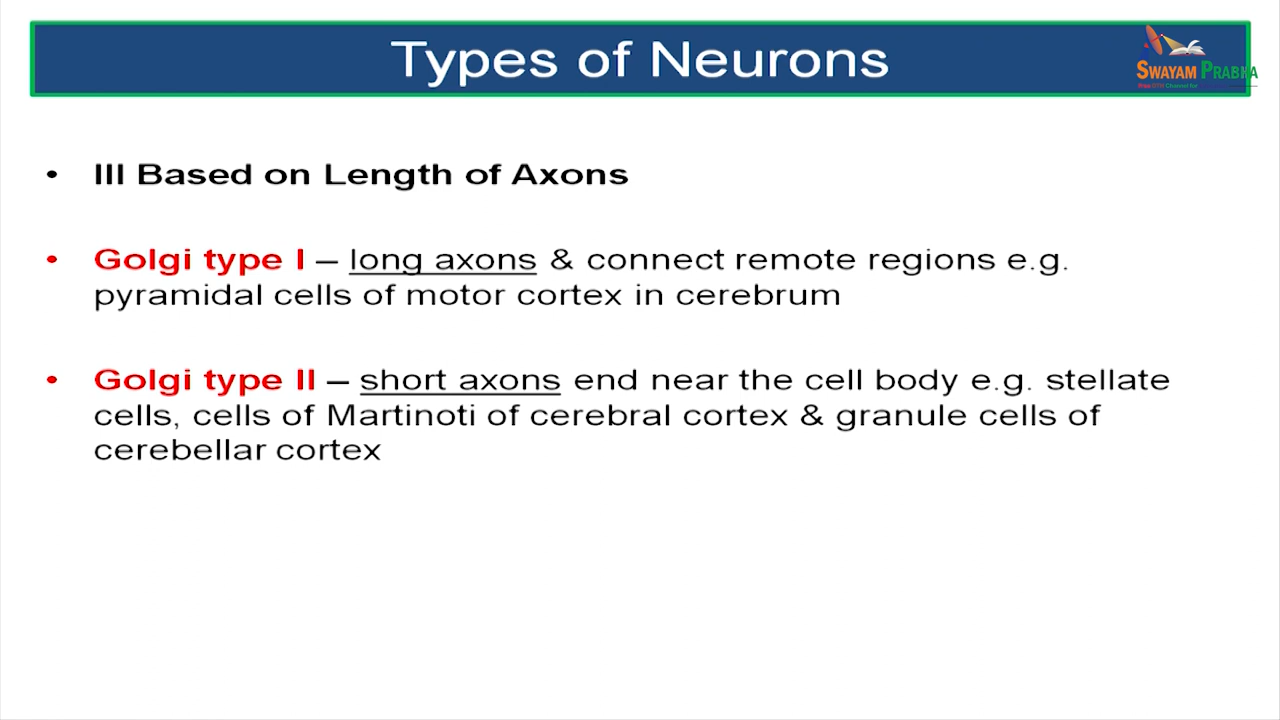 Types of Neurons
SWAYAM PRABHA
• III Based on Length of Axons
• Golgi type I – long axons & connect remote regions e.g.
pyramidal cells of motor cortex in cerebrum
• Golgi type II – short axons end near the cell body e.g. stellate
cells, cells of Martinoti of cerebral cortex & granule cells of
cerebellar cortex